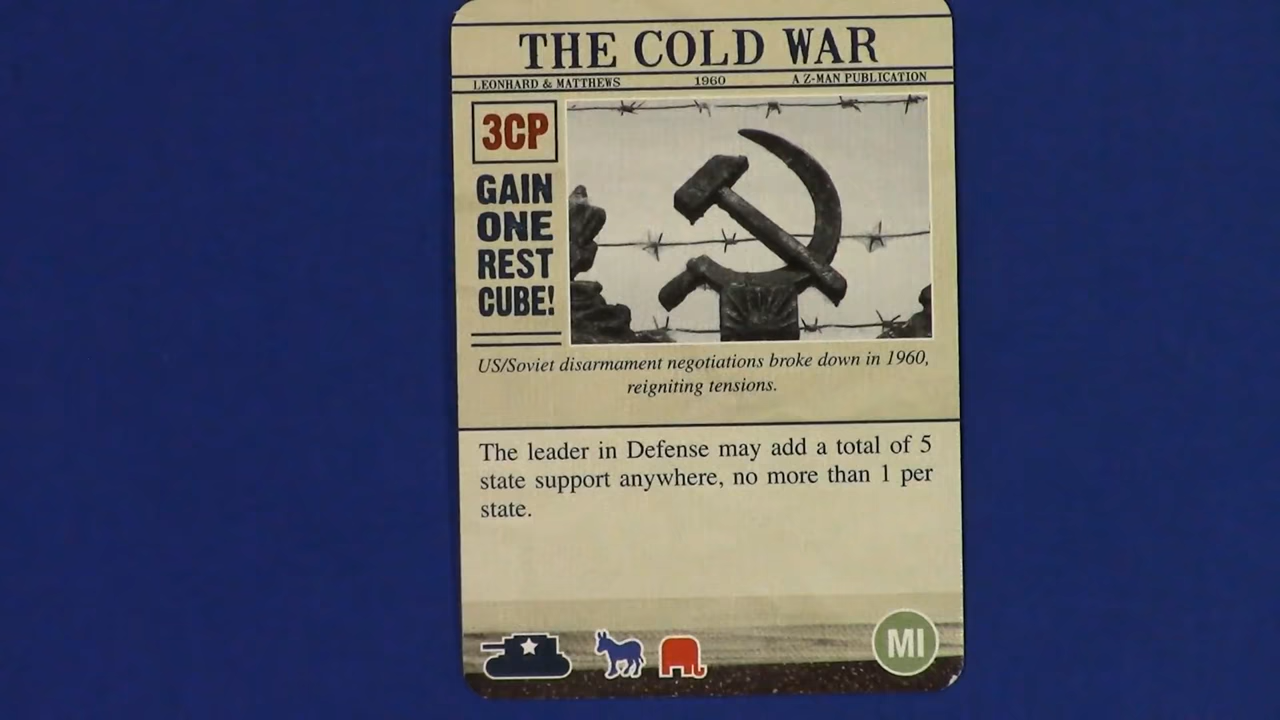 THE COLD WAR
LEONHARD & MATTHEWS 1960 A Z-MAN PUBLICATION
3CP
GAIN
ONE
REST
CUBE!
US/Soviet disarmament negotiations broke down in 1960,
reigniting tensions.
The leader in Defense may add a total of 5
state support anywhere, no more than 1 per
state.
MI